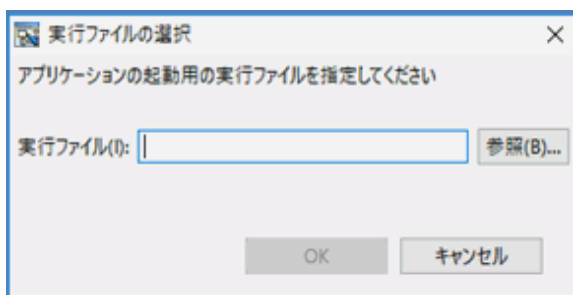 実行ファイルの選択
アプリケーションの起動用の実行ファイルを指定してください
実行ファイル(I): 参照(B)...
OK キャンセル